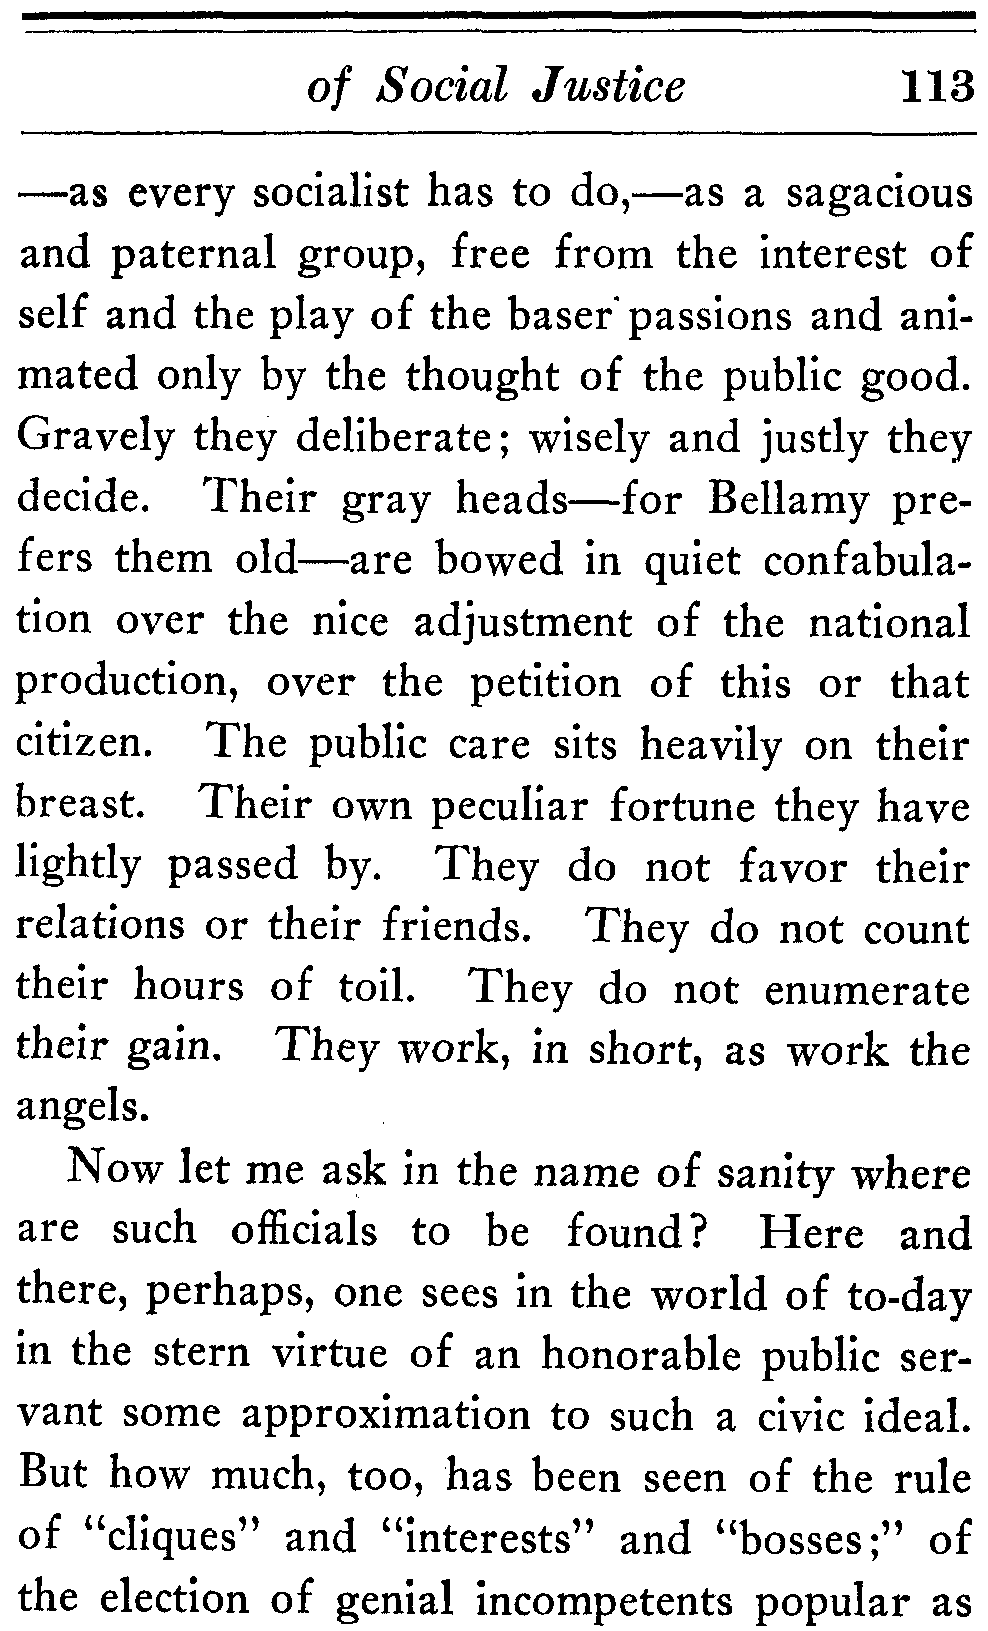 of Social Justice 113
—as every socialist has to do,—as a sagacious
and paternal group, free from the interest of
self and the play of the baser passions and ani-
mated only by the thought of the public good.
Gravely they deliberate; wisely and justly they
decide. Their gray heads—for Bellamy pre-
fers them old—are bowed in quiet confabula-
tion over the nice adjustment of the national
production, over the petition of this or that
citizen. The public care sits heavily on their
breast. Their own peculiar fortune they have
lightly passed by. They do not favor their
relations or their friends. They do not count
their hours of toil. They do not enumerate
their gain. They work, in short, as work the
angels.
Now let me ask in the name of sanity where
are such officials to be found? Here and
there, perhaps, one sees in the world of to-day
in the stern virtue of an honorable public ser-
vant some approximation to such a civic ideal.
But how much, too, has been seen of the rule
of “cliques” and “interests” and “bosses;” of
the election of genial incompetents popular as